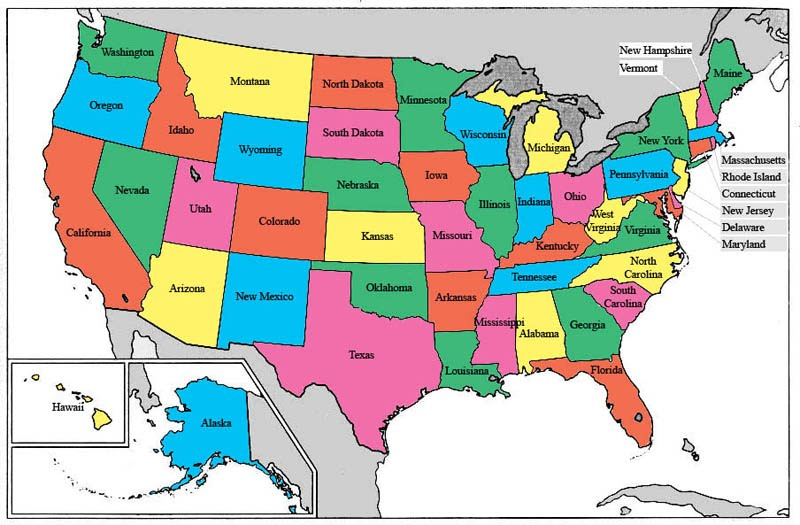 New Hampshire
Vermont
Washington
Montana
North Dakota
Minnesota
Maine
Oregon
Idaho
Wyoming
South Dakota
Wisconsin
Michigan
New York
Massachusetts
Rhode Island
Connecticut
New Jersey
Delaware
Maryland
Nevada
Utah
Colorado
Nebraska
Iowa
Illinois
Indiana
Ohio
Pennsylvania
California
Kansas
Missouri
Kentucky
West
Virginia
Virginia
Arizona
New Mexico
Oklahoma
Arkansas
Tennessee
North
Carolina
South
Carolina
Texas
Louisiana
Mississippi
Alabama
Georgia
Florida
Hawaii
Alaska